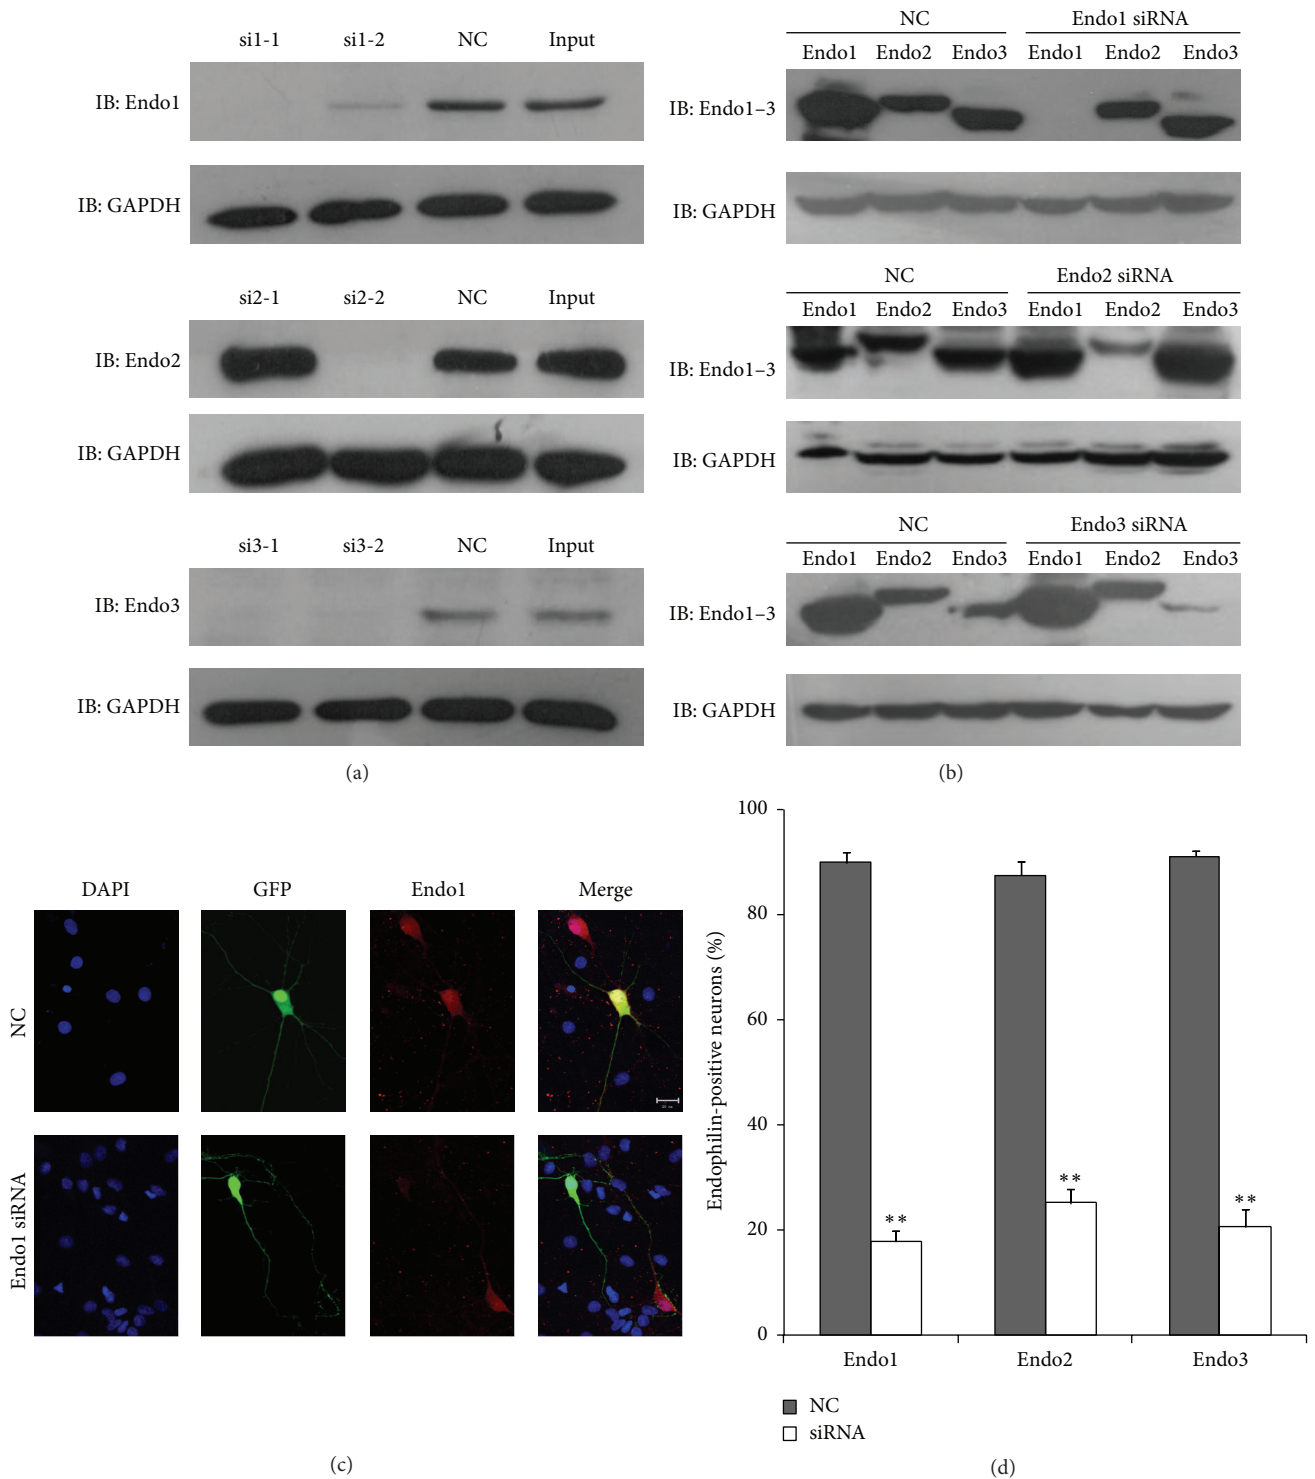 si1-1 si1-2 NC Input
IB: Endo1
IB: GAPDH
si2-1 si2-2 NC Input
IB: Endo2
IB: GAPDH
si3-1 si3-2 NC Input
IB: Endo3
IB: GAPDH
(a)
NC Endo1 siRNA
Endo1 Endo2 Endo3 Endo1 Endo2 Endo3
IB: Endo1–3
IB: GAPDH
NC Endo2 siRNA
Endo1 Endo2 Endo3 Endo1 Endo2 Endo3
IB: Endo1–3
IB: GAPDH
NC Endo3 siRNA
Endo1 Endo2 Endo3 Endo1 Endo2 Endo3
IB: Endo1–3
IB: GAPDH
(b)
DAPI GFP Endo1 Merge
NC
Endo1 siRNA
(c)
Endophilin-positive neurons (%)
100
80
60
40
20
0
**
**
**
Endo1 Endo2 Endo3
NC
siRNA
(d)